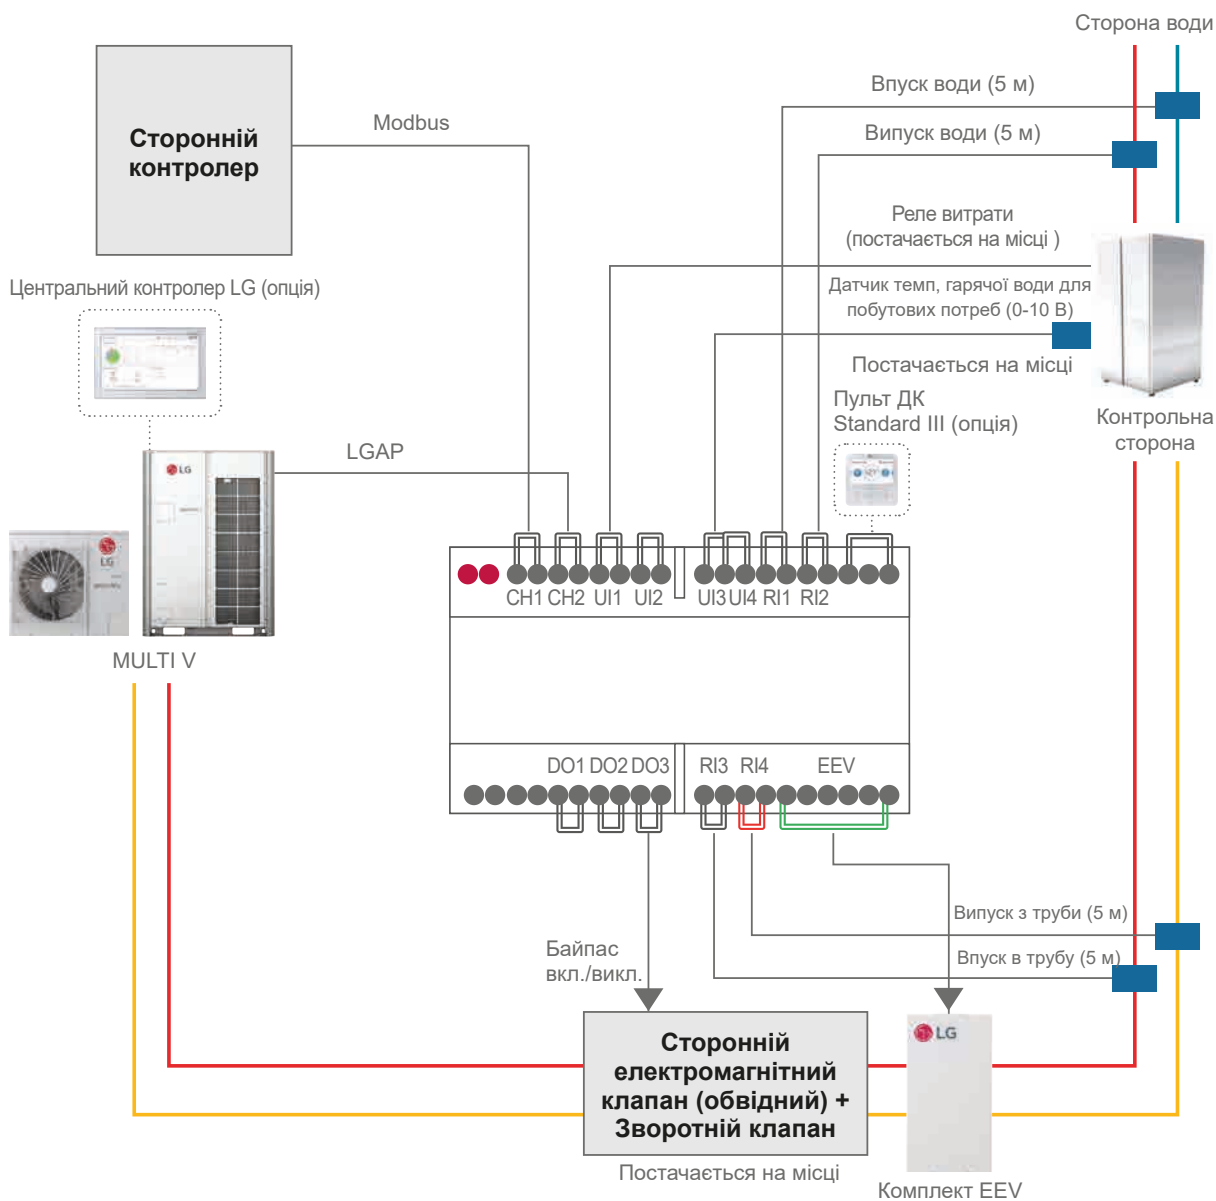 Сторона води
Впуск води (5 м)
Сторонній
контролер
Modbus
Випуск води (5 м)
Реле витрати
(постачається на місці )
Центральний контролер LG (опція)
Датчик темп, гарячої води для
побутових потреб (0-10 В)
Постачається на місці
Пульт ДК
Standard III (опція)
Контрольна
сторона
LGAP
LG
LG
MULTI V
CH1 CH2 UI1 UI2 UI3 UI4 RI1 RI2
DO1 DO2 DO3 RI3 RI4 EEV
Випуск з труби (5 м)
Впуск в трубу (5 м)
Байпас
вкл./викл.
Сторонній
електромагнітний
клапан (обвідний) +
Зворотній клапан
LG
Постачається на місці
Комплект EEV